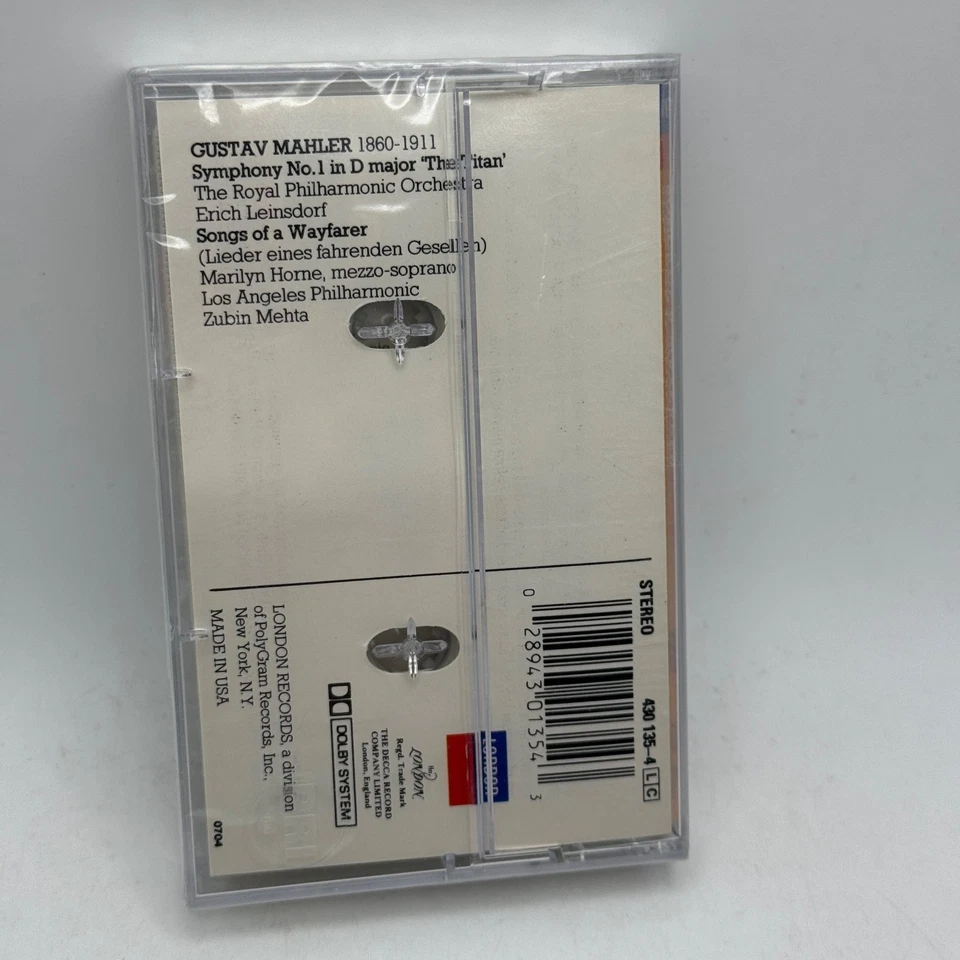 GUSTAV MAHLER 1860-1911
Symphony No.1 in D major 'The Titan'
The Royal Philharmonic Orchestra
Erich Leinsdorf
Songs of a Wayfarer
(Lieder eines fahrenden Gesellen)
Marilyn Horne, mezzo-soprano
Los Angeles Philharmonic
Zubin Mehta
STEREO
430 135-4 LC
0 28943 01354 3
LONDON
LONDON
Regd. Trade Mark
THE DECCA RECORD
COMPANY LIMITED
London, England
DOLBY SYSTEM
LONDON RECORDS, a division
of PolyGram Records, Inc.,
New York, N.Y.
MADE IN USA
0704